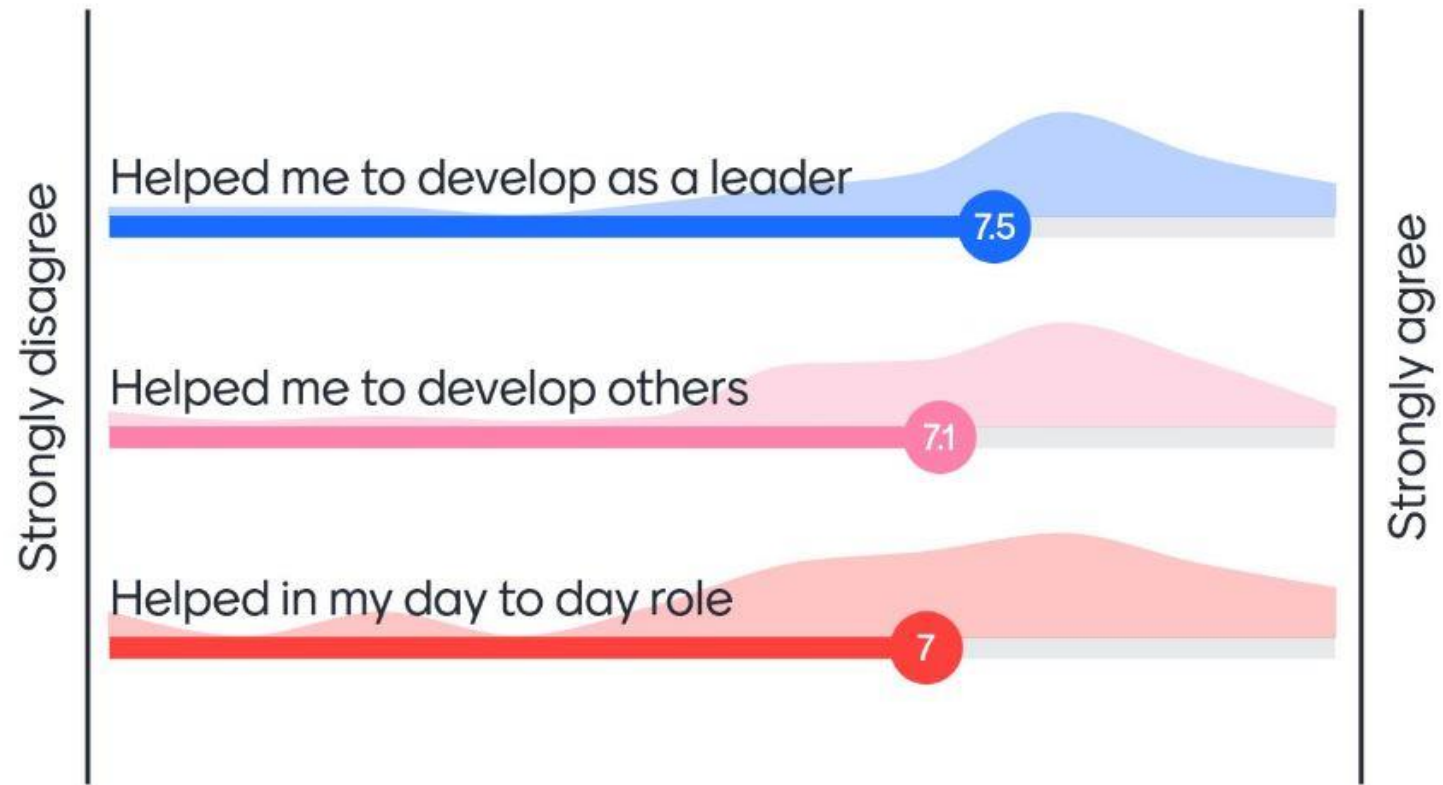 Strongly disagree
Helped me to develop as a leader
7.5
Helped me to develop others
7.1
Helped in my day to day role
7
Strongly agree